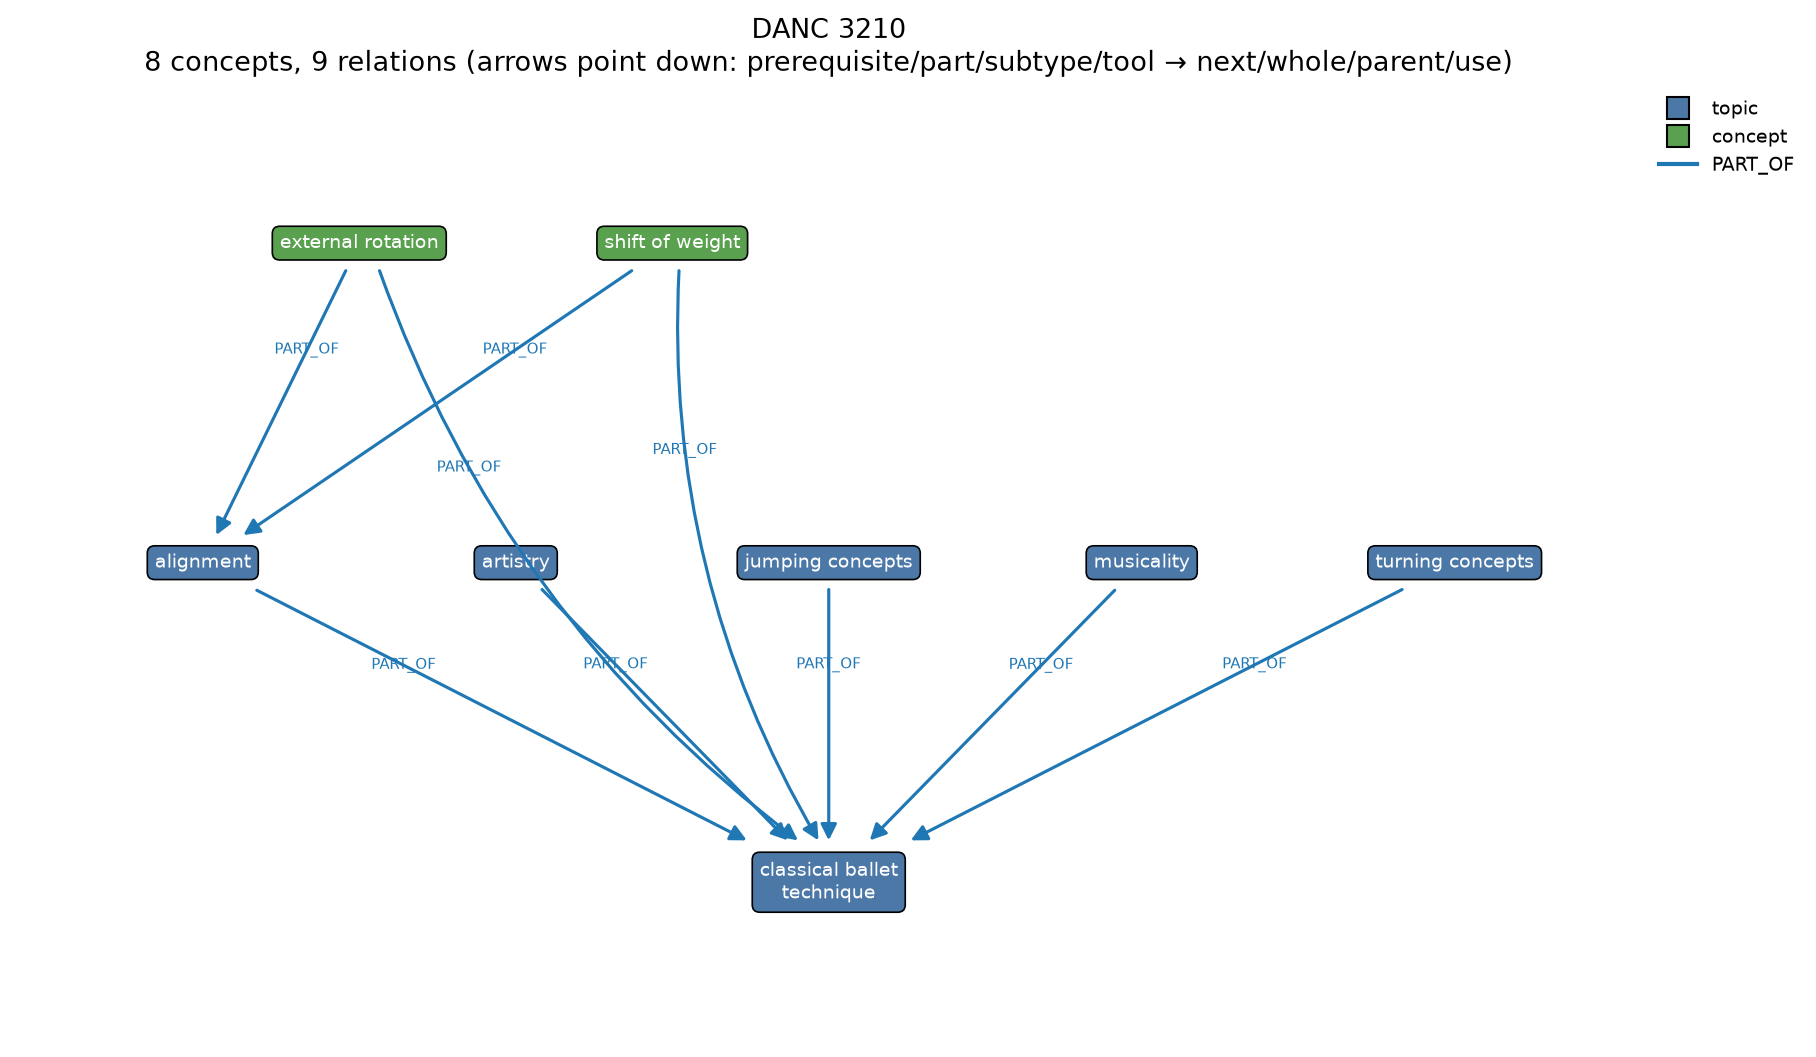 DANC 3210
8 concepts, 9 relations (arrows point down: prerequisite/part/subtype/tool → next/whole/parent/use)
topic
concept
PART_OF
external rotation
shift of weight
PART_OF
PART_OF
PART_OF
PART_OF
alignment
artistry
jumping concepts
musicality
turning concepts
PART_OF
PART_OF
PART_OF
PART_OF
PART_OF
classical ballet
technique